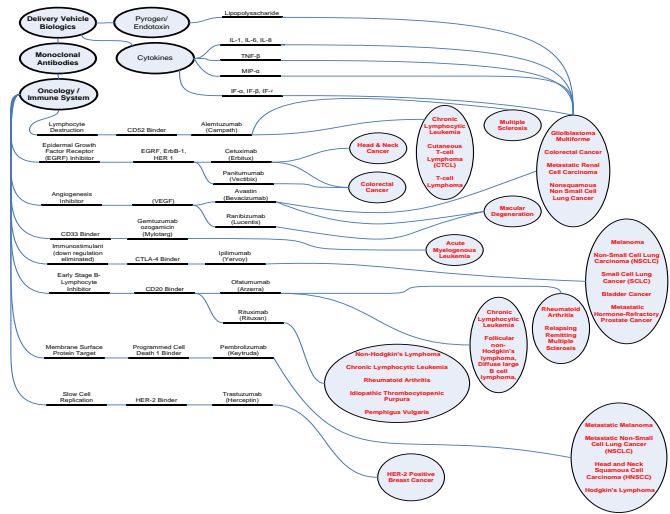 Delivery Vehicle
Biologics
Pyrogen/
Endotoxin
Lipopolysacharide
Monoclonal
Antibodies
Cytokines
IL-1, IL-6, IL-8
TNF-β
MIP-α
IF-α, IF-β, IF-r
Oncology /
Immune System
Lymphocyte
Destruction
CD52 Binder
Alemtuzumab
(Campath)
Chronic
Lymphocytic
Leukemia
Cutaneous
T-cell
Lymphoma
(CTCL)
T-cell
Lymphoma
Multiple
Sclerosis
Glioblastoma
Multiforme
Colorectal Cancer
Metastatic Renal
Cell Carcinoma
Nonequamous
Non Small Cell
Lung Cancer
Epidermal Growth
Factor Receptor
(EGRF) Inhibitor
EGRF, ErbB-1,
HER 1
Cetuximab
(Erbitux)
Head & Neck
Cancer
Panitumumab
(Vectibix)
Colorectal
Cancer
Angiogenesis
Inhibitor
(VEGF)
Avastin
(Bevacizumab)
Ranibizumab
(Lucentis)
Macular
Degeneration
CD33 Binder
Gemtuzumab
ozogamicin
(Mylotarg)
Acute
Myelogenous
Leukemia
Immunostimulant
(down regulation
eliminated)
CTLA-4 Binder
Ipilimumab
(Yervoy)
Melanoma
Non-Small Cell Lung
Carcinoma (NSCLC)
Small Cell Lung
Cancer (SCLC)
Bladder Cancer
Metastatic
Hormone-Refractory
Prostate Cancer
Early Stage B-
Lymphocyte
Inhibitor
CD20 Binder
Ofatumumab
(Arzerra)
Rituximab
(Rituxan)
Chronic
Lymphocytic
Leukemia
Follicular
non-
Hodgkin's
lymphoma,
Diffuse large
B cell
lymphoma,
Rheumatoid
Arthritis
Relapsing
Remitting
Multiple
Sclerosis
Membrane Surface
Protein Target
Programmed Cell
Death 1 Binder
Pembrolizumab
(Keytruda)
Non-Hodgkin's Lymphoma
Chronic Lymphocytic Leukemia
Rheumatoid Arthritis
Idiopathic Thrombocytopenic
Purpura
Pemphigus Vulgaris
Slow Cell
Replication
HER-2 Binder
Trastuzumab
(Herceptin)
HER-2 Positive
Breast Cancer
Metastatic Melanoma
Metastatic Non-Small
Cell Lung Cancer
(NSCLC)
Head and Neck
Squamous Cell
Carcinoma (HNSCC)
Hodgkin's Lymphoma